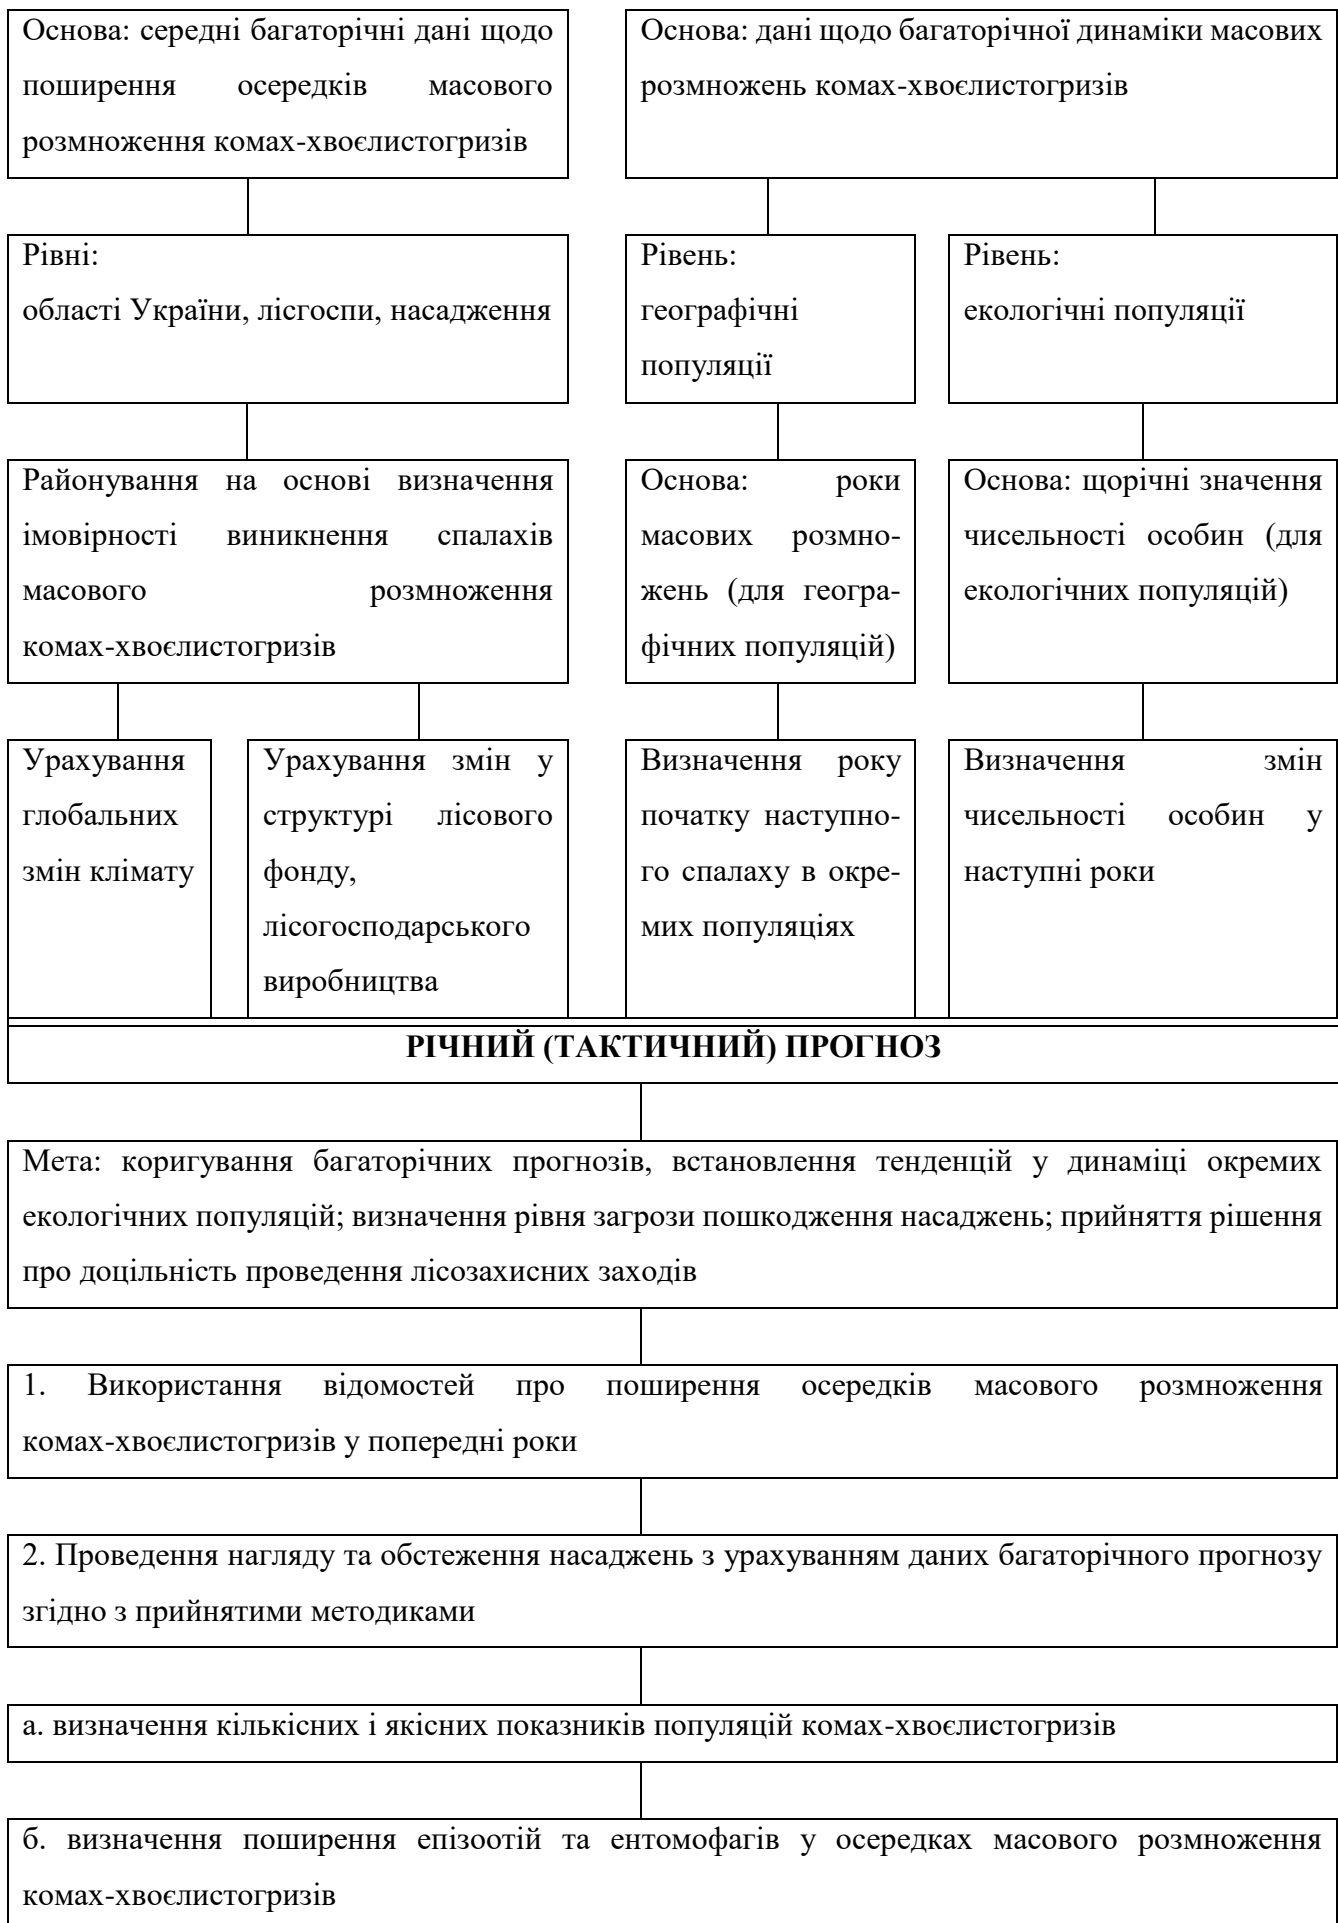 Основа: середні багаторічні дані щодо
поширення осередків масового
розмноження комах-хвоєлистогризів
Основа: дані щодо багаторічної динаміки масових
розмножень комах-хвоєлистогризів
Рівні:
області України, лісгоспи, насадження
Рівень:
географічні
популяції
Рівень:
екологічні популяції
Районування на основі визначення
імовірності виникнення спалахів
масового розмноження
комах-хвоєлистогризів
Основа: роки
масових розмно-
жень (для геогра-
фічних популяцій)
Основа: щорічні значення
чисельності особин (для
екологічних популяцій)
Урахування
глобальних
змін клімату
Урахування змін у
структурі лісового
фонду,
лісогосподарського
виробництва
Визначення року
початку наступно-
го спалаху в окре-
мих популяціях
Визначення змін
чисельності особин у
наступні роки
РІЧНИЙ (ТАКТИЧНИЙ) ПРОГНОЗ
Мета: коригування багаторічних прогнозів, встановлення тенденцій у динаміці окремих
екологічних популяцій; визначення рівня загрози пошкодження насаджень; прийняття рішення
про доцільність проведення лісозахисних заходів
1. Використання відомостей про поширення осередків масового розмноження
комах-хвоєлистогризів у попередні роки
2. Проведення нагляду та обстеження насаджень з урахуванням даних багаторічного прогнозу
згідно з прийнятими методиками
а. визначення кількісних і якісних показників популяцій комах-хвоєлистогризів
б. визначення поширення епізоотій та ентомофагів у осередках масового розмноження
комах-хвоєлистогризів